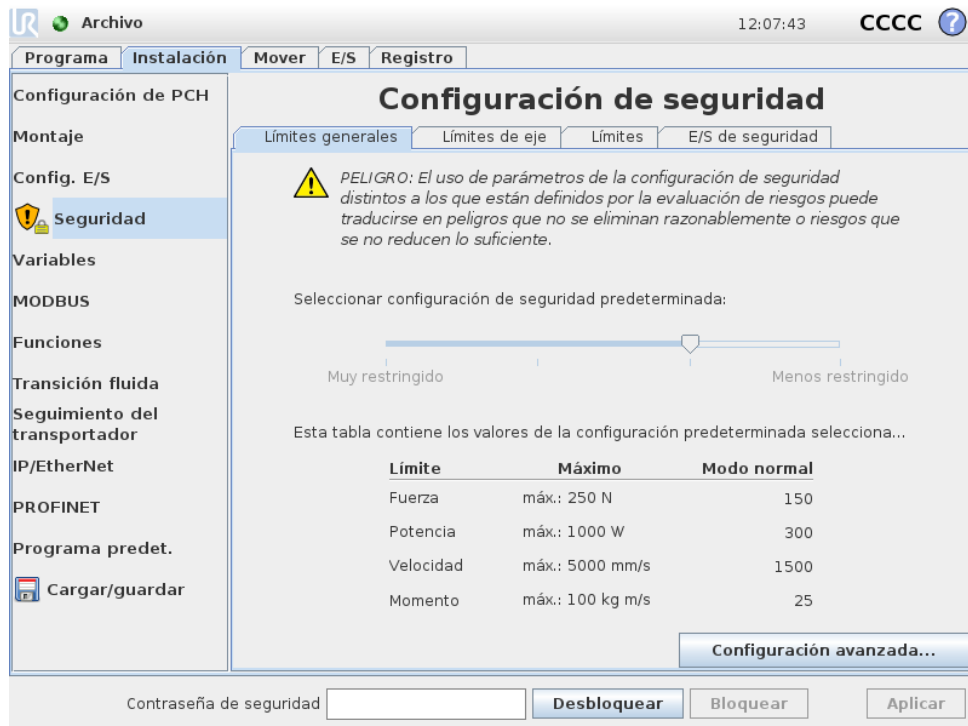 UR Archivo 12:07:43 CCCC ?
Programa Instalación Mover E/S Registro
Configuración de PCH
Montaje
Config. E/S
Seguridad
Variables
MODBUS
Funciones
Transición fluida
Seguimiento del
transportador
IP/EtherNet
PROFINET
Programa predet.
Cargar/guardar
Configuración de seguridad
Límites generales Límites de eje Límites E/S de seguridad
PELIGRO: El uso de parámetros de la configuración de seguridad
distintos a los que están definidos por la evaluación de riesgos puede
traducirse en peligros que no se eliminan razonablemente o riesgos que
se no reducen lo suficiente.
Seleccionar configuración de seguridad predeterminada:
Muy restringido Menos restringido
Esta tabla contiene los valores de la configuración predeterminada selecciona...
Límite Máximo Modo normal
Fuerza máx.: 250 N 150
Potencia máx.: 1000 W 300
Velocidad máx.: 5000 mm/s 1500
Momento máx.: 100 kg m/s 25
Configuración avanzada...
Contraseña de seguridad Desbloquear Bloquear Aplicar